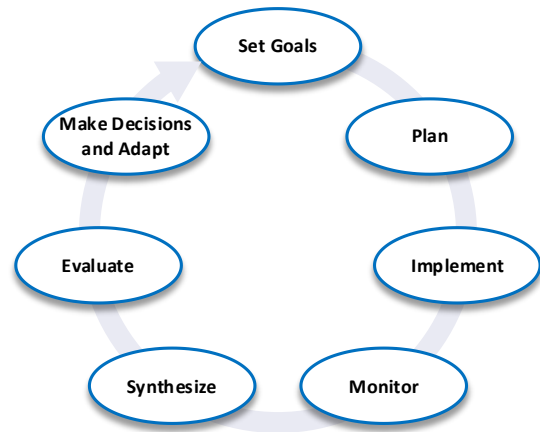 Set Goals
Plan
Implement
Monitor
Synthesize
Evaluate
Make Decisions
and Adapt